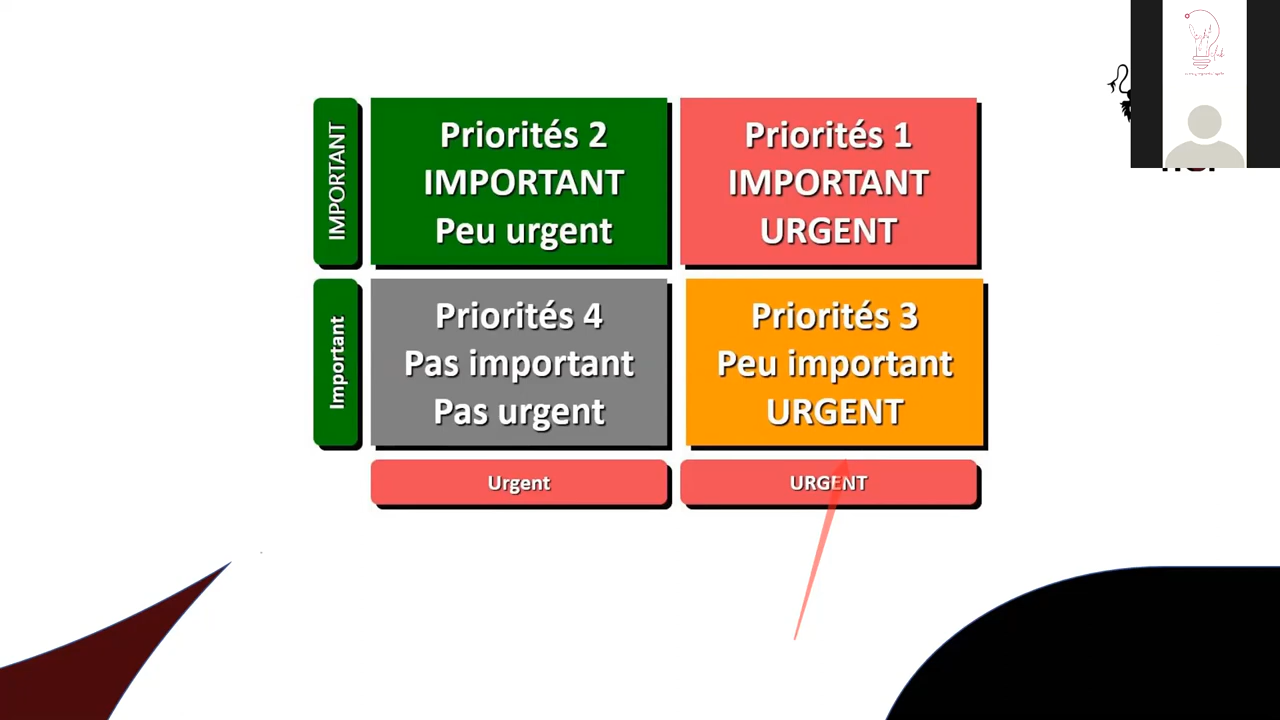 IMPORTANT
Priorités 2
IMPORTANT
Peu urgent
Priorités 1
IMPORTANT
URGENT
Important
Priorités 4
Pas important
Pas urgent
Priorités 3
Peu important
URGENT
Urgent
URGENT